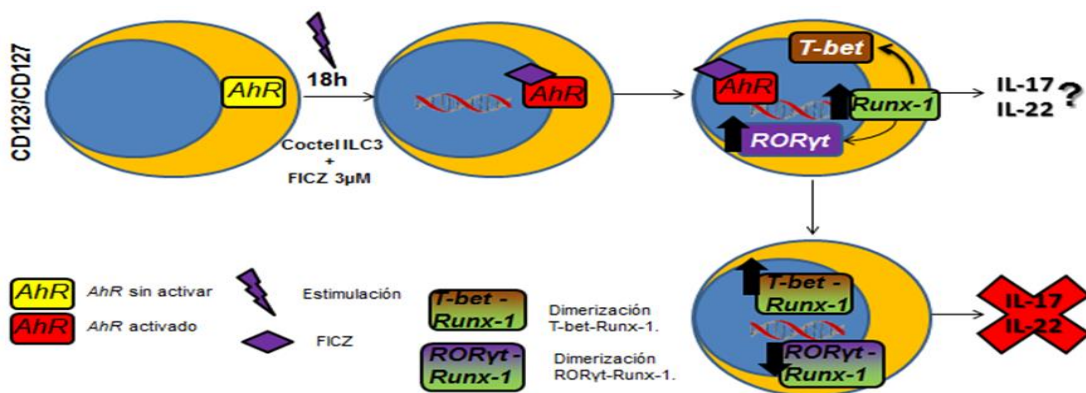 CD123/CD127
AhR
18h
Coctel ILC3
+
FICZ 3µM
AhR
AhR
T-bet
Runx-1
RORγt
IL-17
IL-22 ?
T-bet -
Runx-1
RORγt -
Runx-1
IL-17
IL-22
AhR
AhR sin activar
AhR
AhR activado
Estimulación
FICZ
T-bet -
Runx-1
Dimerización
T-bet-Runx-1.
RORγt -
Runx-1
Dimerización
RORγt-Runx-1.